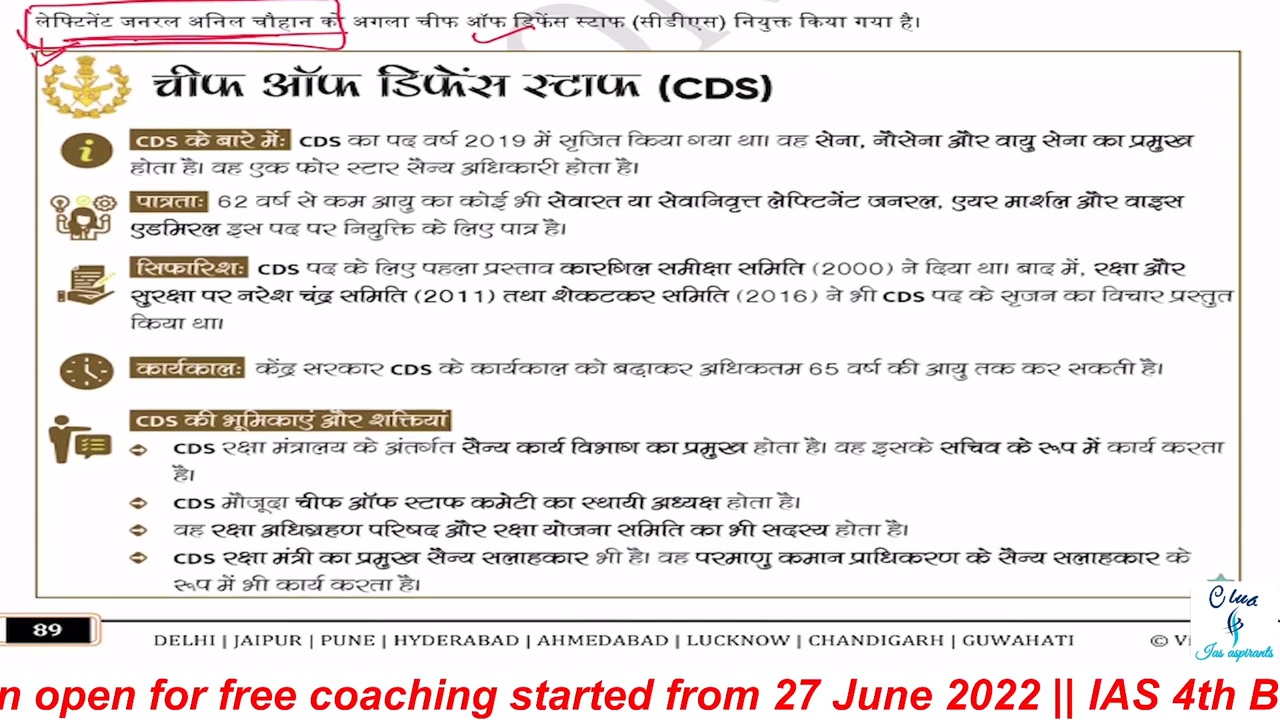 लेफ्टिनेंट जनरल अनिल चौहान को अगला चीफ ऑफ डिफेंस स्टाफ (सीडीएस) नियुक्त किया गया है।
चीफ ऑफ डिफेंस स्टाफ (CDS)
CDS के बारे में: CDS का पद वर्ष 2019 में सृजित किया गया था। वह सेना, नौसेना और वायु सेना का प्रमुख
होता है। वह एक फोर स्टार सैन्य अधिकारी होता है।
पात्रता: 62 वर्ष से कम आयु का कोई भी सेवारत या सेवानिवृत्त लेफ्टिनेंट जनरल, एयर मार्शल और वाइस
एडमिरल इस पद पर नियुक्ति के लिए पात्र है।
सिफारिश: CDS पद के लिए पहला प्रस्ताव कारगिल समीक्षा समिति (2000) ने दिया था। बाद में, रक्षा और
सुरक्षा पर नरेश चंद्र समिति (2011) तथा शेकटकर समिति (2016) ने भी CDS पद के सृजन का विचार प्रस्तुत
किया था।
कार्यकाल: केंद्र सरकार CDS के कार्यकाल को बढ़ाकर अधिकतम 65 वर्ष की आयु तक कर सकती है।
CDS की भूमिकाएं और शक्तियां
CDS रक्षा मंत्रालय के अंतर्गत सैन्य कार्य विभाग का प्रमुख होता है। वह इसके सचिव के रूप में कार्य करता
है।
CDS मौजूदा चीफ ऑफ स्टाफ कमेटी का स्थायी अध्यक्ष होता है।
वह रक्षा अधिग्रहण परिषद और रक्षा योजना समिति का भी सदस्य होता है।
CDS रक्षा मंत्री का प्रमुख सैन्य सलाहकार भी है। वह परमाणु कमान प्राधिकरण के सैन्य सलाहकार के
रूप में भी कार्य करता है।
89
DELHI | JAIPUR | PUNE | HYDERABAD | AHMEDABAD | LUCKNOW | CHANDIGARH | GUWAHATI
©
Clue
Ias aspirants
n open for free coaching started from 27 June 2022 || IAS 4th B